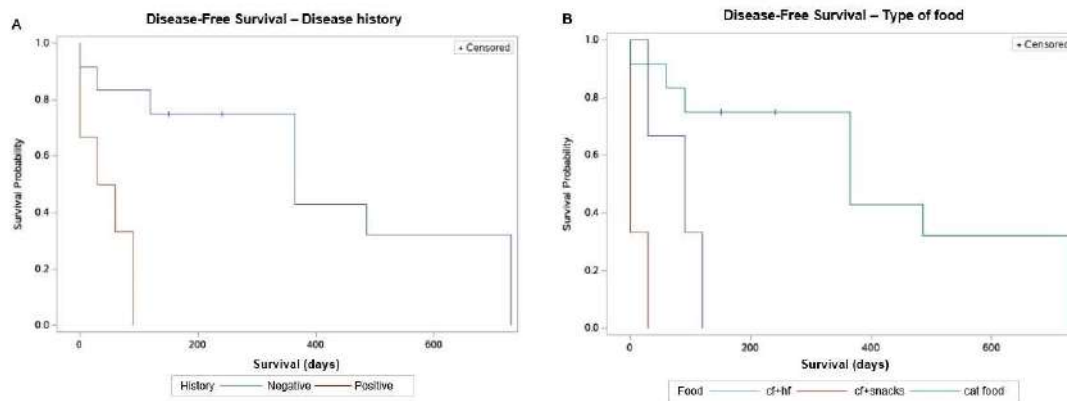 A
Disease-Free Survival – Disease history
+ Censored
1.0
0.8
0.6
0.4
0.2
0.0
Survival Probability
0
200
400
600
Survival (days)
History
Negative
Positive
B
Disease-Free Survival – Type of food
+ Censored
1.0
0.8
0.6
0.4
0.2
0.0
Survival Probability
0
200
400
600
Survival (days)
Food
cf+hf
cf+snacks
cat food